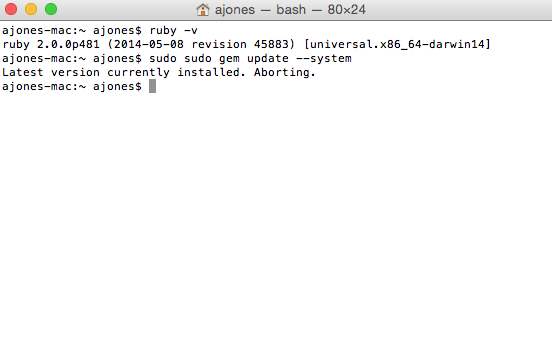 ajones — bash — 80×24
ajones-mac:~ ajones$ ruby -v
ruby 2.0.0p481 (2014-05-08 revision 45883) [universal.x86_64-darwin14]
ajones-mac:~ ajones$ sudo sudo gem update --system
Latest version currently installed. Aborting.
ajones-mac:~ ajones$